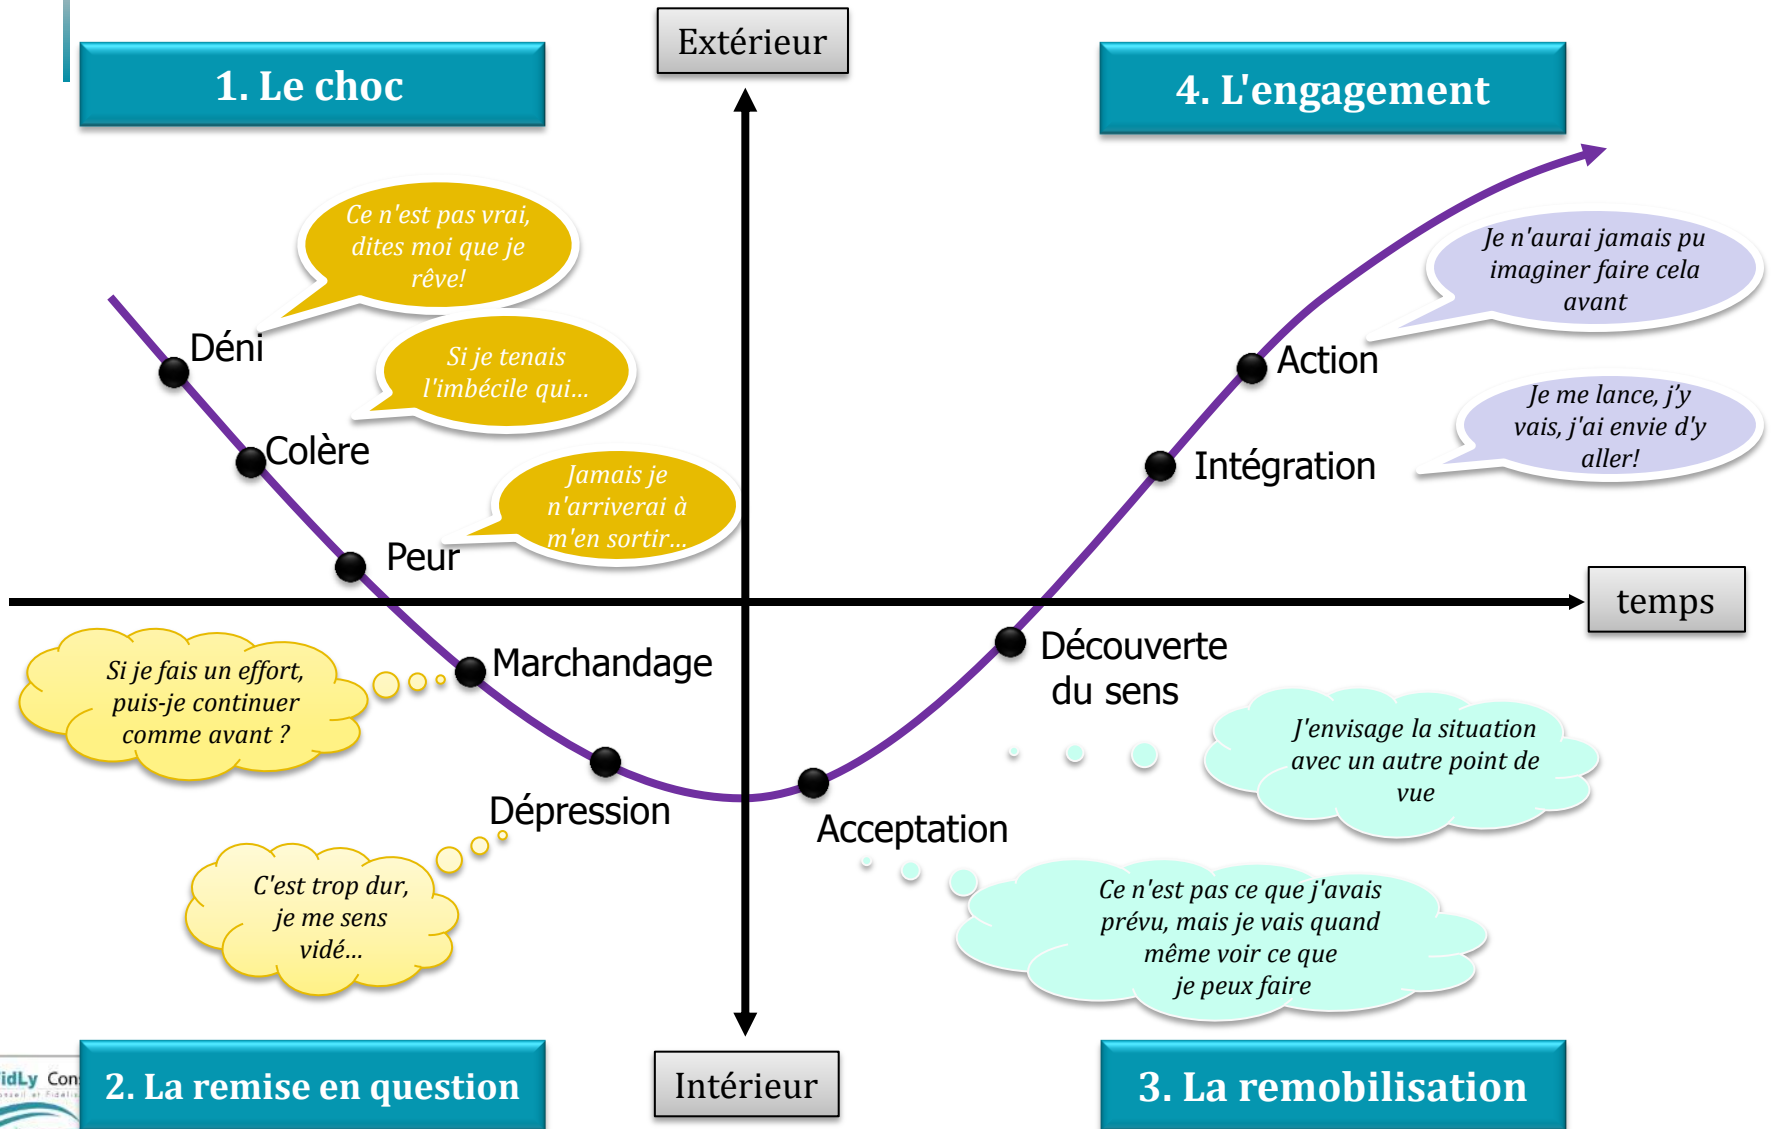 Extérieur
1. Le choc
4. L'engagement
Ce n'est pas vrai,
dites moi que je
rêve!
Déni
Si je tenais
l'imbécile qui...
Colère
Jamais je
n'arriverai à
m'en sortir...
Peur
Je n'aurai jamais pu
imaginer faire cela
avant
Action
Je me lance, j'y
vais, j'ai envie d'y
aller!
Intégration
temps
Si je fais un effort,
puis-je continuer
comme avant ?
Marchandage
Découverte
du sens
J'envisage la situation
avec un autre point de
vue
Dépression
Acceptation
C'est trop dur,
je me sens
vidé...
Ce n'est pas ce que j'avais
prévu, mais je vais quand
même voir ce que
je peux faire
2. La remise en question
Intérieur
3. La remobilisation